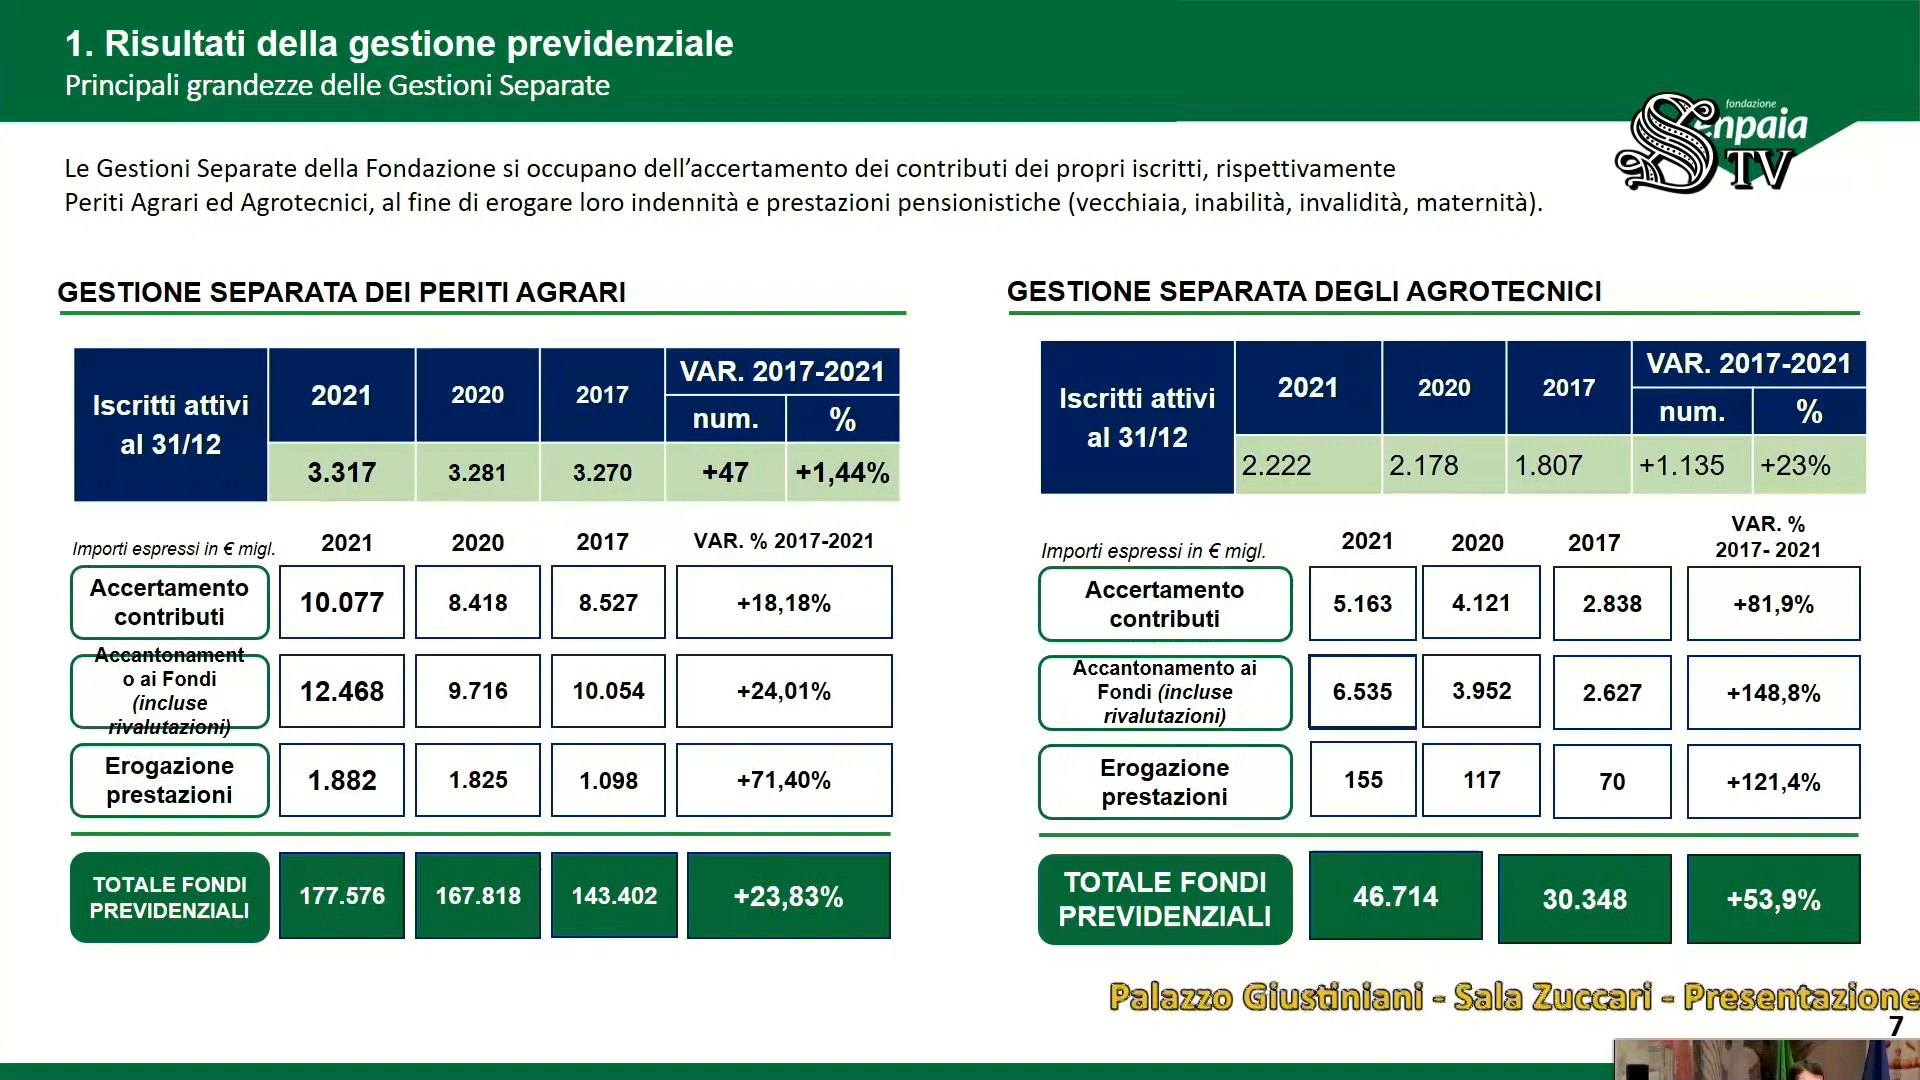 1. Risultati della gestione previdenziale
Principali grandezze delle Gestioni Separate
fondazione
enpaia
S
TV
Le Gestioni Separate della Fondazione si occupano dell’accertamento dei contributi dei propri iscritti, rispettivamente
Periti Agrari ed Agrotecnici, al fine di erogare loro indennità e prestazioni pensionistiche (vecchiaia, inabilità, invalidità, maternità).
GESTIONE SEPARATA DEI PERITI AGRARI
Iscritti attivi
al 31/12
2021
2020
2017
VAR. 2017-2021
num.
%
3.317
3.281
3.270
+47
+1,44%
Importi espressi in € migl.
2021
2020
2017
VAR. % 2017-2021
Accertamento
contributi
10.077
8.418
8.527
+18,18%
Accantonament
o ai Fondi
(incluse
rivalutazioni)
12.468
9.716
10.054
+24,01%
Erogazione
prestazioni
1.882
1.825
1.098
+71,40%
TOTALE FONDI
PREVIDENZIALI
177.576
167.818
143.402
+23,83%
GESTIONE SEPARATA DEGLI AGROTECNICI
Iscritti attivi
al 31/12
2021
2020
2017
VAR. 2017-2021
num.
%
2.222
2.178
1.807
+1.135
+23%
Importi espressi in € migl.
2021
2020
2017
VAR. %
2017- 2021
Accertamento
contributi
5.163
4.121
2.838
+81,9%
Accantonamento ai
Fondi (incluse
rivalutazioni)
6.535
3.952
2.627
+148,8%
Erogazione
prestazioni
155
117
70
+121,4%
TOTALE FONDI
PREVIDENZIALI
46.714
30.348
+53,9%
Palazzo Giustiniani - Sala Zuccari - Presentazione
7